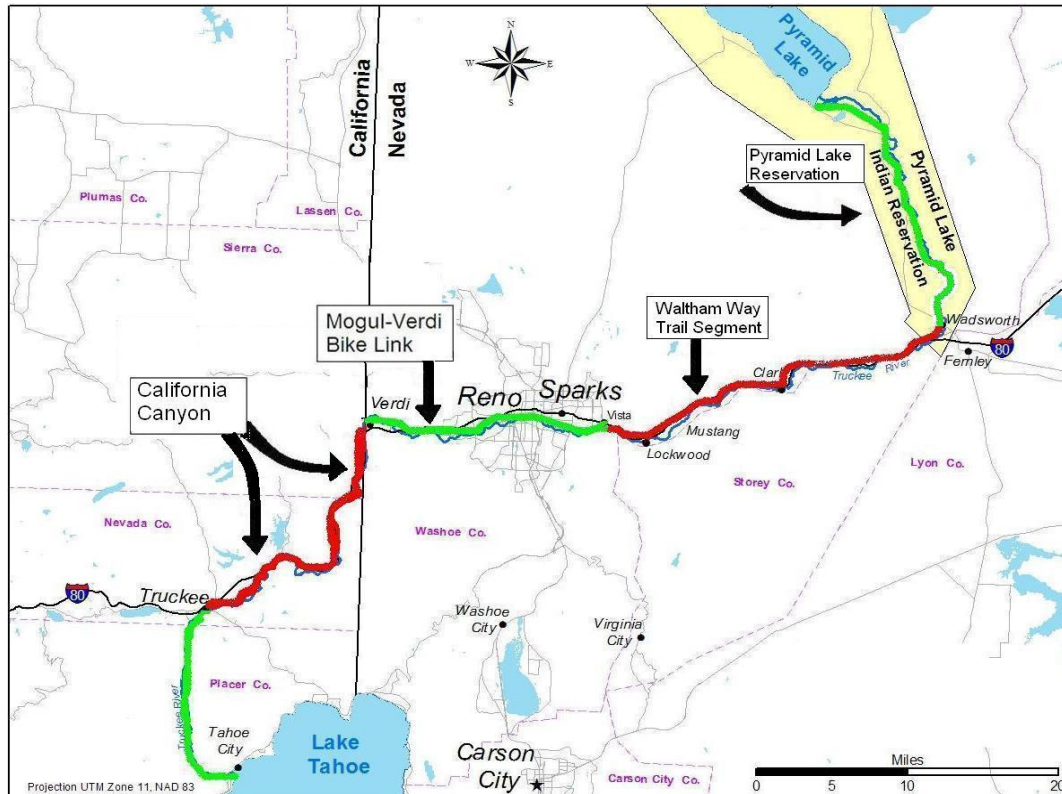 Pyramid
Lake
N
W
E
S
California
Nevada
Pyramid Lake
Reservation
Pyramid Lake
Indian Reservation
Plumas Co.
Lassen Co.
Sierra Co.
Waltham Way
Trail Segment
Wadsworth
80
Fernley
Mogul-Verdi
Bike Link
Clark
Truckee River
California
Canyon
Verdi
Reno
Sparks
Vista
Mustang
Lockwood
Lyon Co.
Storey Co.
Nevada Co.
Washoe Co.
80
Truckee
Washoe
City
Virginia
City
Placer Co.
Truckee River
Tahoe
City
Lake
Tahoe
Carson
City
Carson City Co.
Miles
0
10
20
Projection UTM Zone 11, NAD 83